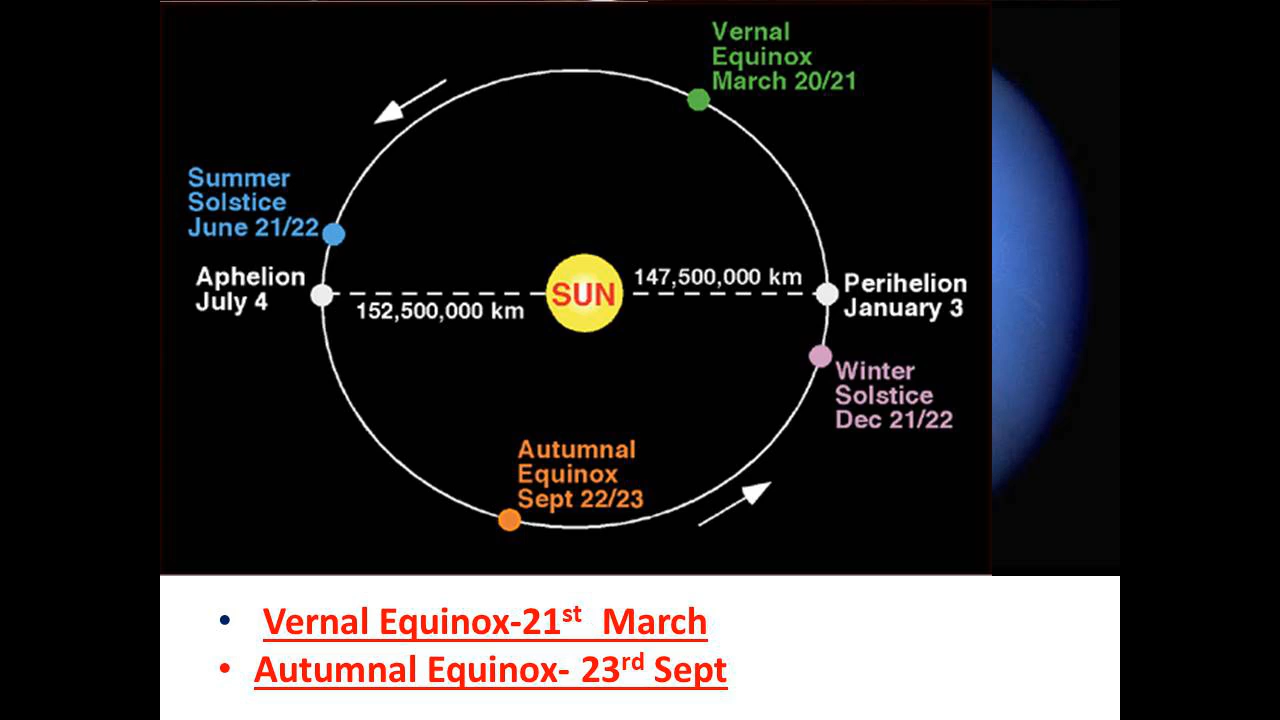 Vernal
Equinox
March 20/21
Summer
Solstice
June 21/22
Aphelion
July 4
152,500,000 km
SUN
147,500,000 km
Perihelion
January 3
Winter
Solstice
Dec 21/22
Autumnal
Equinox
Sept 22/23
• Vernal Equinox-21st March
• Autumnal Equinox- 23rd Sept